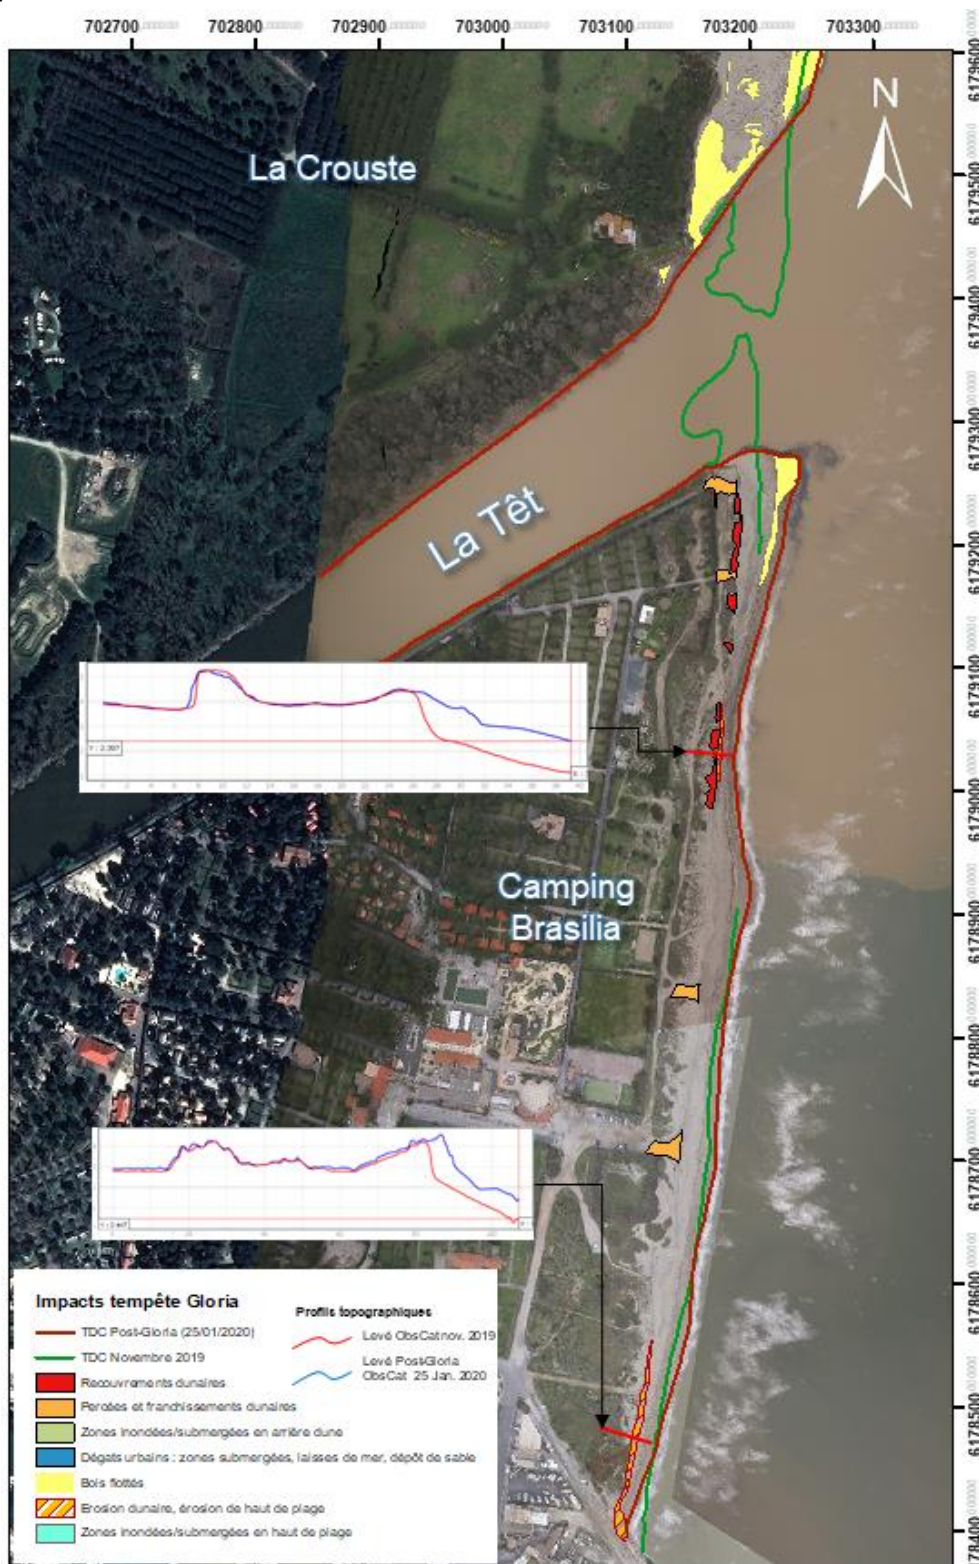 702700 702800 702900 703000 703100 703200 703300
6179600
N
La Crouste
6179500
6179400
6179300
La Têt
6179200
6179100
6179000
Camping
Brasilia
6178900
6178800
6178700
6178600
6178500
6178400
Impacts tempête Gloria
TDC Post-Gloria (25/01/2020)
TDC Novembre 2019
Recouvrements dunaires
Percées et franchissements dunaires
Zones inondées/submergées en arrière dune
Dégats urbains : zones submergées, laisses de mer, dépôt de sable
Bois flottés
Erosion dunaire, érosion de haut de plage
Zones inondées/submergées en haut de plage
Profils topographiques
Levé ObsCat nov. 2019
Levé Post-Gloria
ObsCat 25 Jan. 2020